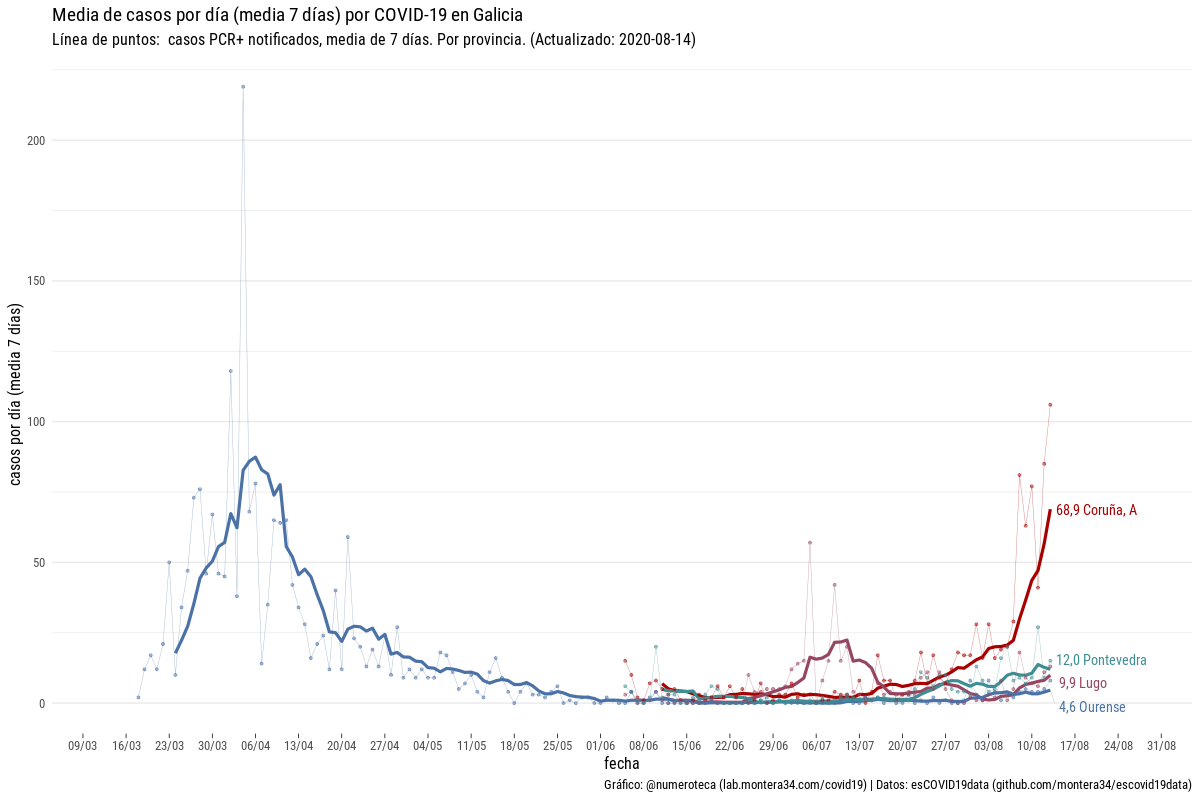 Media de casos por día (media 7 días) por COVID-19 en Galicia
Línea de puntos:  casos PCR+ notificados, media de 7 días. Por provincia. (Actualizado: 2020-08-14)
casos por día (media 7 días)
200
150
100
50
0
68,9 Coruña, A
12,0 Pontevedra
9,9 Lugo
4,6 Ourense
09/03 16/03 23/03 30/03 06/04 13/04 20/04 27/04 04/05 11/05 18/05 25/05 01/06 08/06 15/06 22/06 29/06 06/07 13/07 20/07 27/07 03/08 10/08 17/08 24/08 31/08
fecha
Gráfico: @numeroteca (lab.montera34.com/covid19) | Datos: esCOVID19data (github.com/montera34/escovid19data)